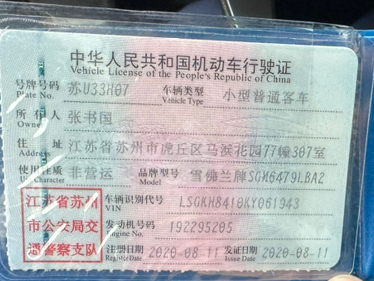 中华人民共和国机动车行驶证
Vehicle License of the People's Republic of China
号牌号码 苏U33H07 车辆类型 小型普通客车
Plate No. Vehicle Type
所有人 张书国
Owner
住址 江苏省苏州市虎丘区马浜花园77幢307室
Address
使用性质 非营运 品牌型号 雪佛兰牌SGK6479LBA2
Use Character Model
江苏省苏州 车辆识别代号 LSGKH8410KY061943
VIN
市公安局交 发动机号码 192295205
Engine No.
通警察支队 注册日期 2020-08-11 发证日期 2020-08-11
Register Date Issue Date